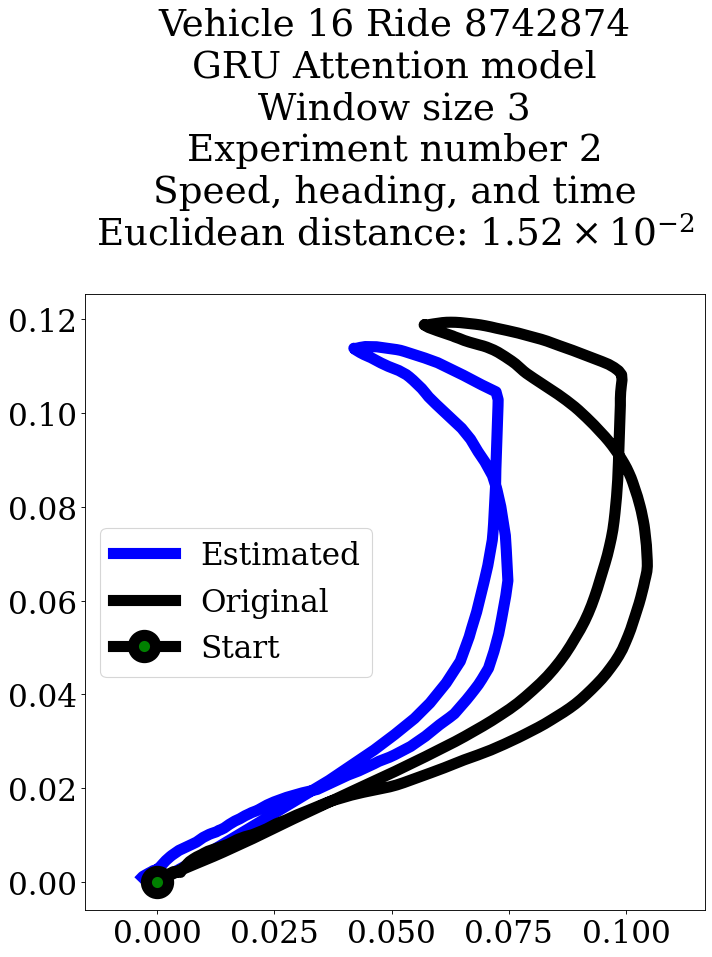 Vehicle 16 Ride 8742874
GRU Attention model
Window size 3
Experiment number 2
Speed, heading, and time
Euclidean distance: 1.52 × 10⁻²
0.12
0.10
0.08
0.06
0.04
0.02
0.00
Estimated
Original
Start
0.000 0.025 0.050 0.075 0.100